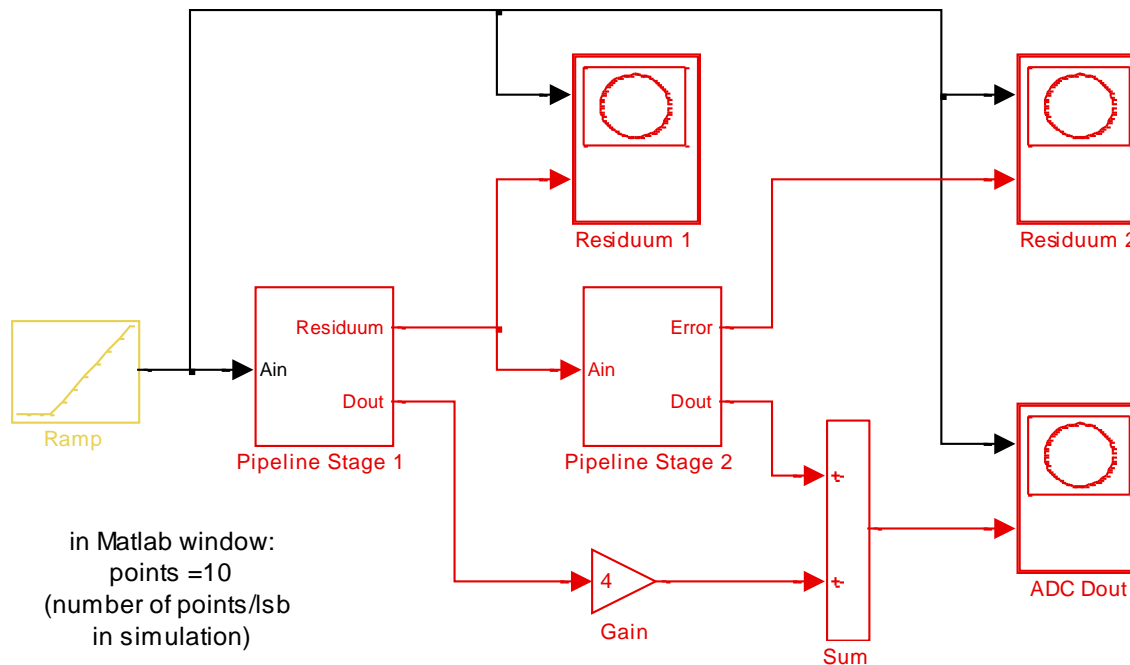 Residuum 1
Residuum 2
Ramp
Ain
Residuum
Dout
Pipeline Stage 1
Ain
Error
Dout
Pipeline Stage 2
+
+
Sum
4
Gain
ADC Dout
in Matlab window:
points =10
(number of points/lsb
in simulation)